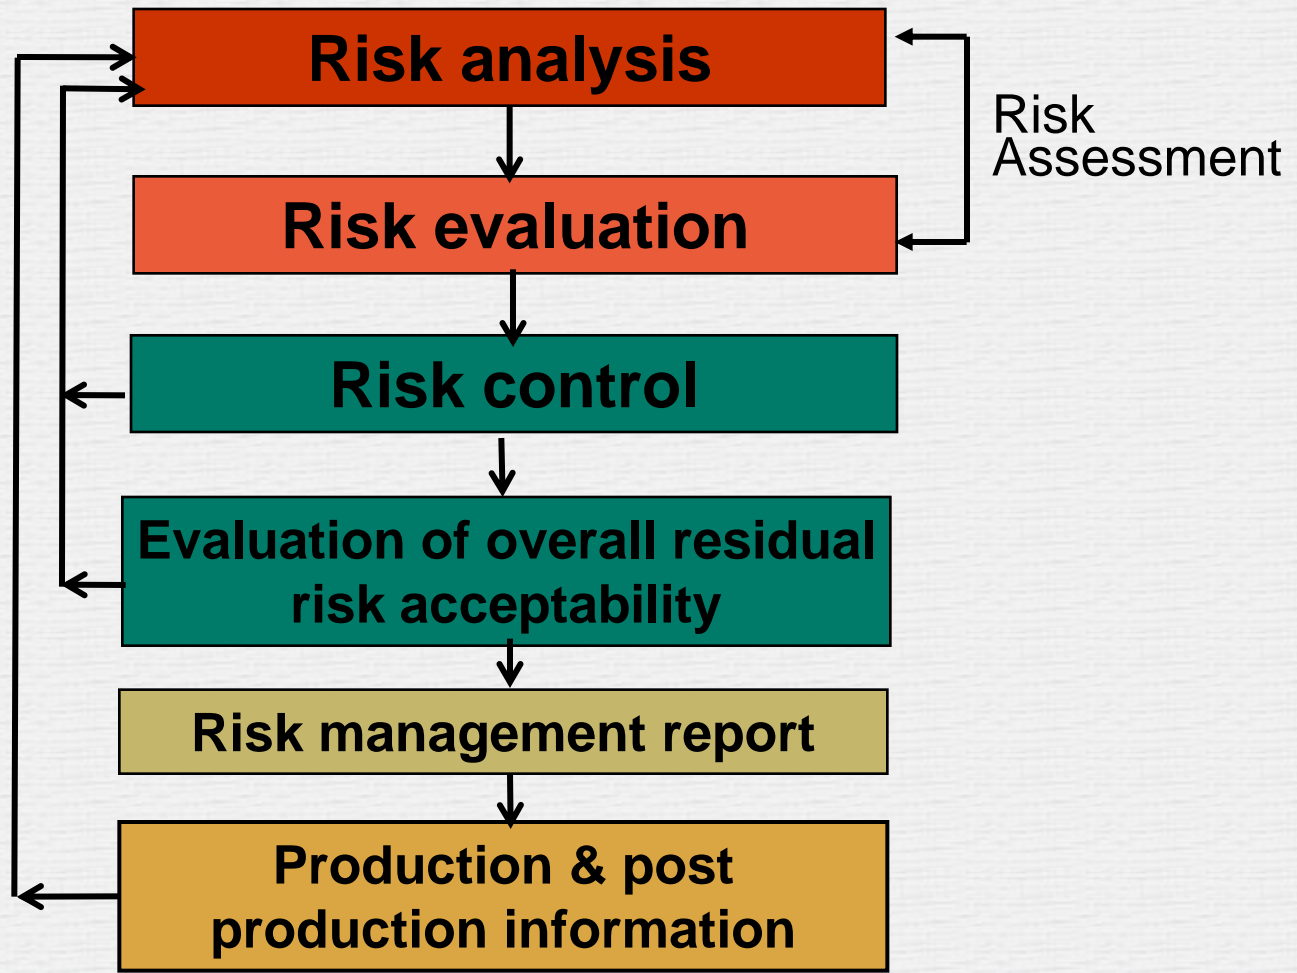 Risk analysis
Risk
Assessment
Risk evaluation
Risk control
Evaluation of overall residual
risk acceptability
Risk management report
Production & post
production information